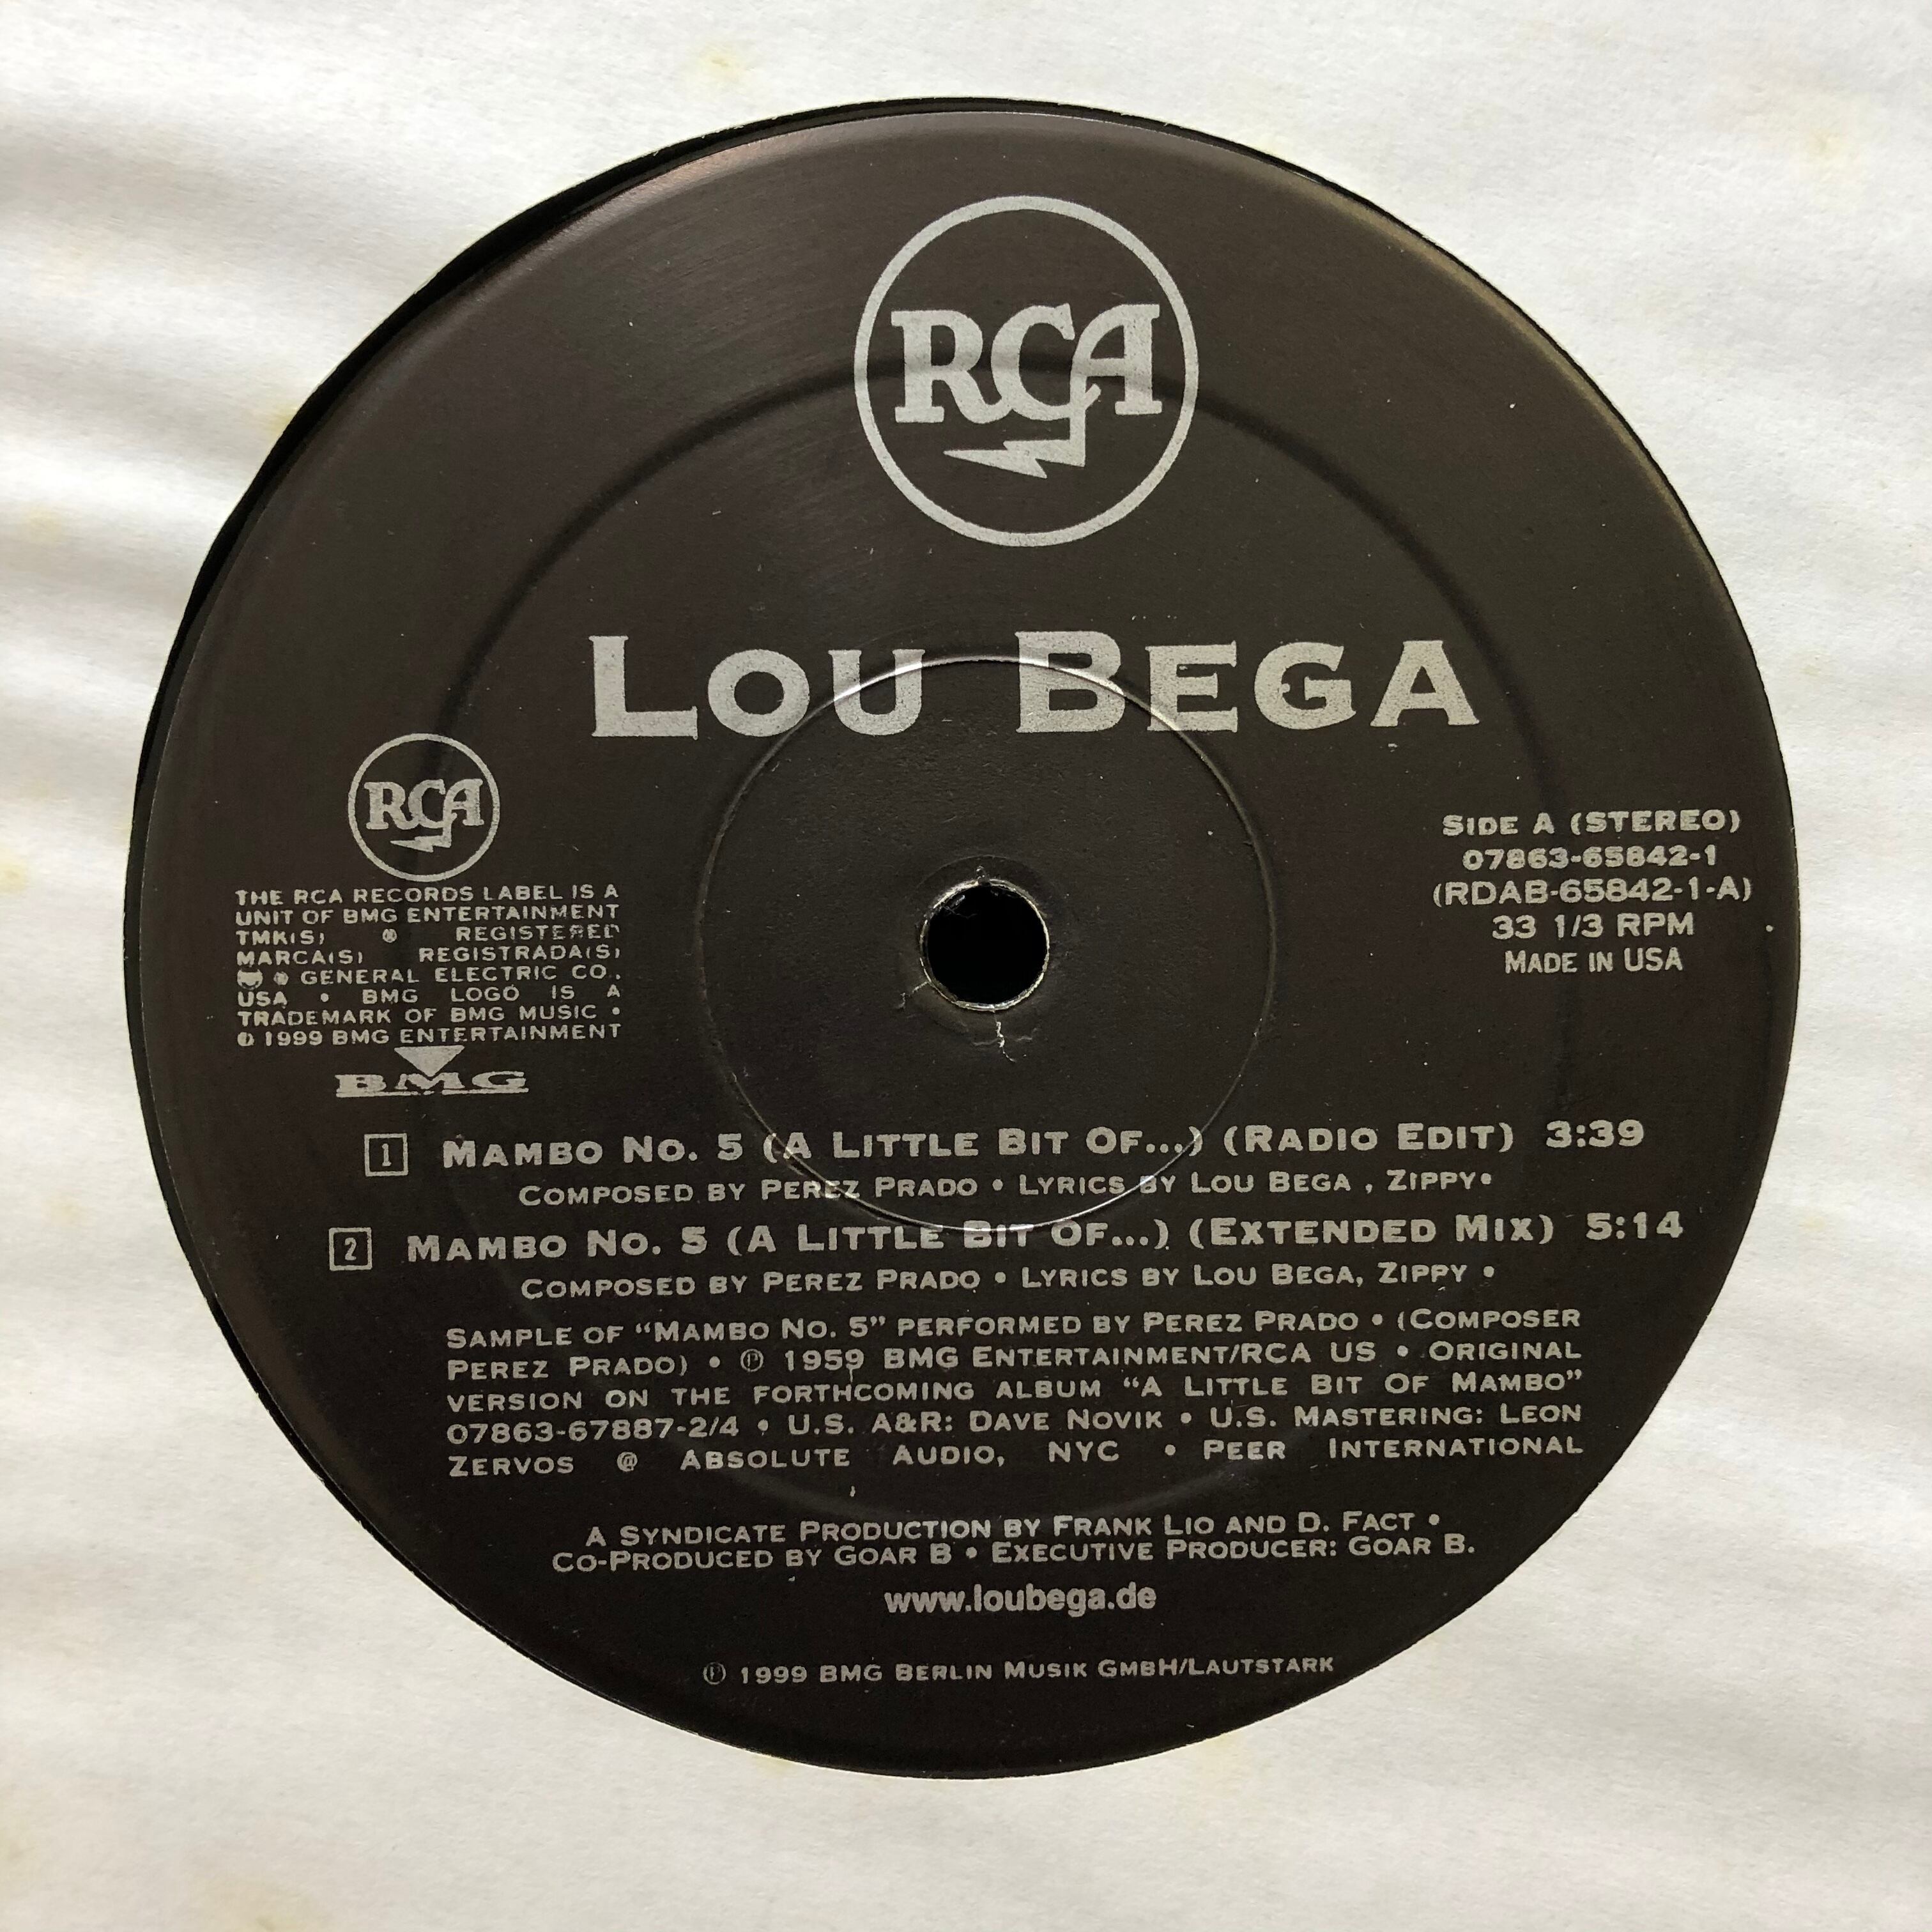 RCA
LOU BEGA
RCA
THE RCA RECORDS LABEL IS A
UNIT OF BMG ENTERTAINMENT
TMK(S) ® REGISTERED
MARCA(S) REGISTRADA(S)
® GENERAL ELECTRIC CO.,
USA • BMG LOGO IS A
TRADEMARK OF BMG MUSIC •
© 1999 BMG ENTERTAINMENT
BMG
SIDE A (STEREO)
07863-65842-1
(RDAB-65842-1-A)
33 1/3 RPM
MADE IN USA
1 MAMBO NO. 5 (A LITTLE BIT OF...) (RADIO EDIT) 3:39
COMPOSED BY PEREZ PRADO • LYRICS BY LOU BEGA , ZIPPY•
2 MAMBO NO. 5 (A LITTLE BIT OF...) (EXTENDED MIX) 5:14
COMPOSED BY PEREZ PRADO • LYRICS BY LOU BEGA, ZIPPY •
SAMPLE OF “MAMBO NO. 5” PERFORMED BY PEREZ PRADO • (COMPOSER
PEREZ PRADO) • ℗ 1959 BMG ENTERTAINMENT/RCA US • ORIGINAL
VERSION ON THE FORTHCOMING ALBUM “A LITTLE BIT OF MAMBO”
07863-67887-2/4 • U.S. A&R: DAVE NOVIK • U.S. MASTERING: LEON
ZERVOS @ ABSOLUTE AUDIO, NYC • PEER INTERNATIONAL
A SYNDICATE PRODUCTION BY FRANK LIO AND D. FACT •
CO-PRODUCED BY GOAR B • EXECUTIVE PRODUCER: GOAR B.
www.loubega.de
℗ 1999 BMG BERLIN MUSIK GMBH/LAUTSTARK